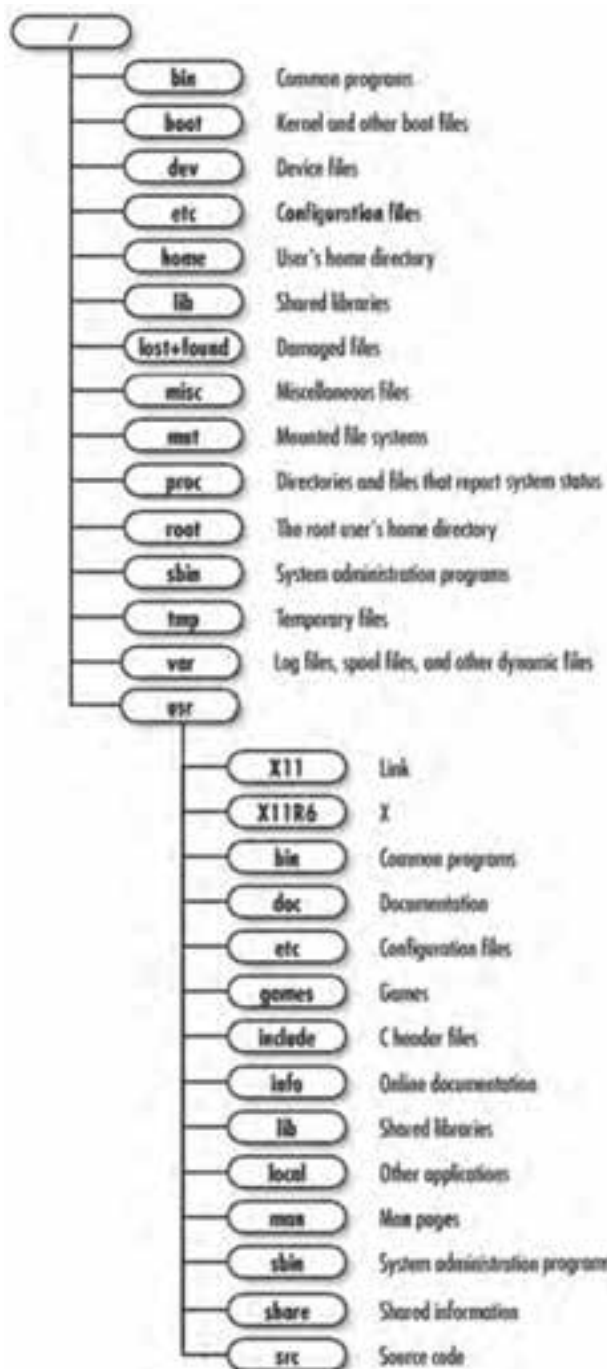 /
bin Common programs
boot Kernel and other boot files
dev Device files
etc Configuration files
home User's home directory
lib Shared libraries
lost+found Damaged files
misc Miscellaneous files
mnt Mounted file systems
proc Directories and files that report system status
root The root user's home directory
sbin System administration programs
tmp Temporary files
var Log files, spool files, and other dynamic files
usr
X11 Link
X11R6 X
bin Common programs
doc Documentation
etc Configuration files
games Games
include C header files
info Online documentation
lib Shared libraries
local Other applications
man Man pages
sbin System administration programs
share Shared information
src Source code